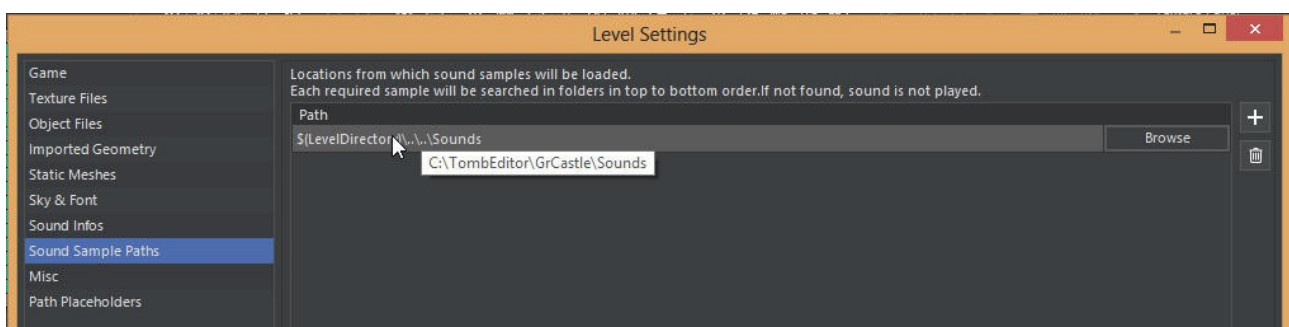 Level Settings
Game
Texture Files
Object Files
Imported Geometry
Static Meshes
Sky & Font
Sound Infos
Sound Sample Paths
Misc
Path Placeholders
Locations from which sound samples will be loaded.
Each required sample will be searched in folders in top to bottom order.If not found, sound is not played.
Path
$(LevelDirectory)\..\..\Sounds
Browse
C:\TombEditor\GrCastle\Sounds